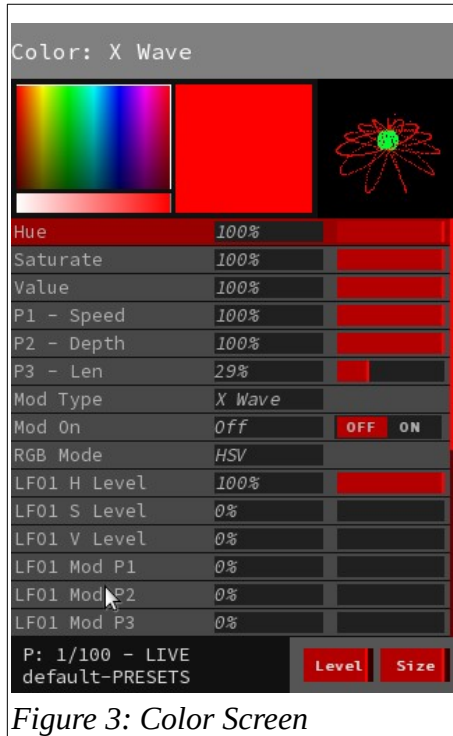 Color: X Wave
Hue 100%
Saturate 100%
Value 100%
P1 - Speed 100%
P2 - Depth 100%
P3 - Len 29%
Mod Type X Wave
Mod On Off OFF ON
RGB Mode HSV
LFO1 H Level 100%
LFO1 S Level 0%
LFO1 V Level 0%
LFO1 Mod P1 0%
LFO1 Mod P2 0%
LFO1 Mod P3 0%
P: 1/100 - LIVE
default-PRESETS
Level Size
Figure 3: Color Screen